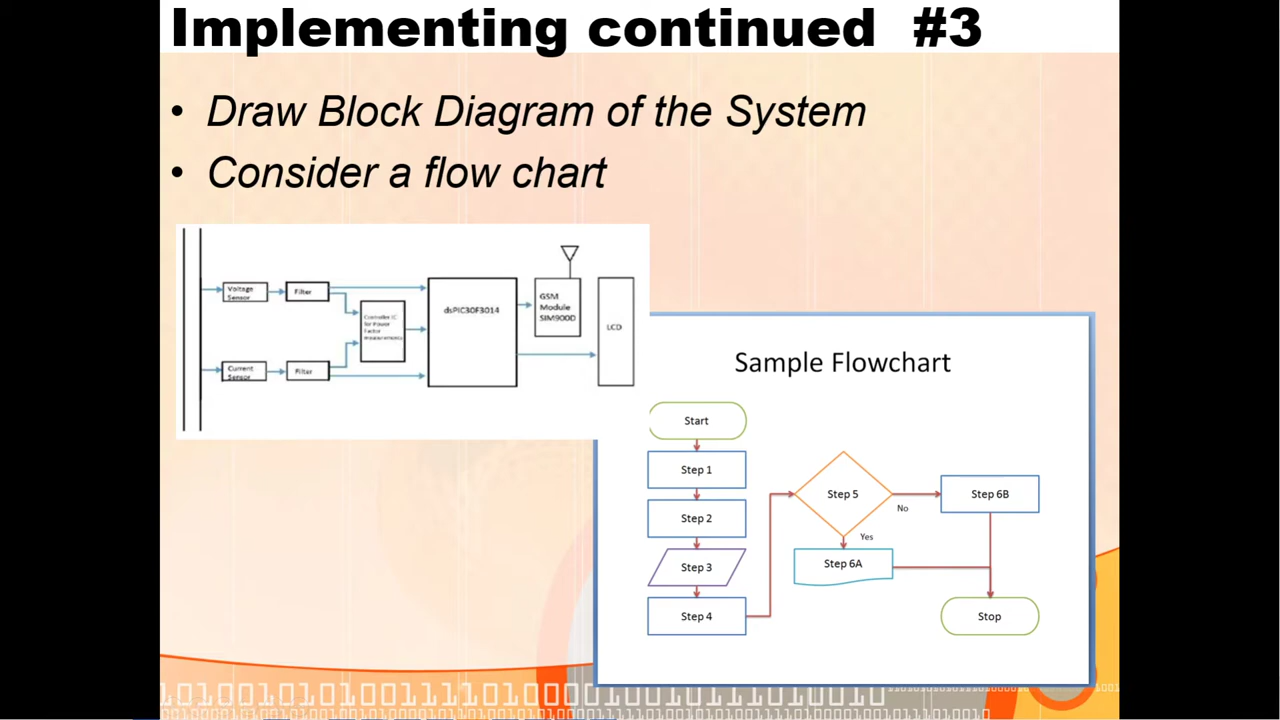 Implementing continued #3
• Draw Block Diagram of the System
• Consider a flow chart
Voltage
Sensor
Filter
Controller IC
for Power
Factor
measurements
Current
Sensor
Filter
dsPIC30F3014
GSM
Module
SIM900D
LCD
Sample Flowchart
Start
Step 1
Step 2
Step 3
Step 4
Step 5
No
Yes
Step 6A
Step 6B
Stop